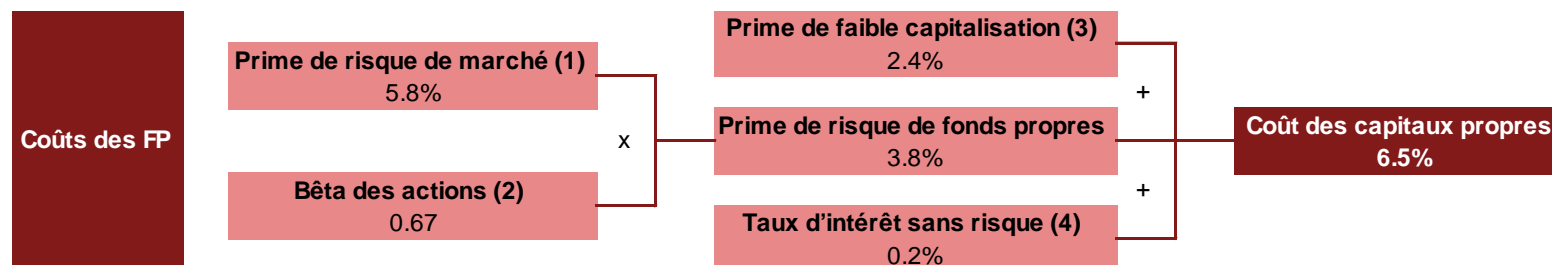 Coûts des FP
Prime de risque de marché (1)
5.8%
x
Bêta des actions (2)
0.67
Prime de faible capitalisation (3)
2.4%
+
Prime de risque de fonds propres
3.8%
+
Taux d’intérêt sans risque (4)
0.2%
Coût des capitaux propres
6.5%